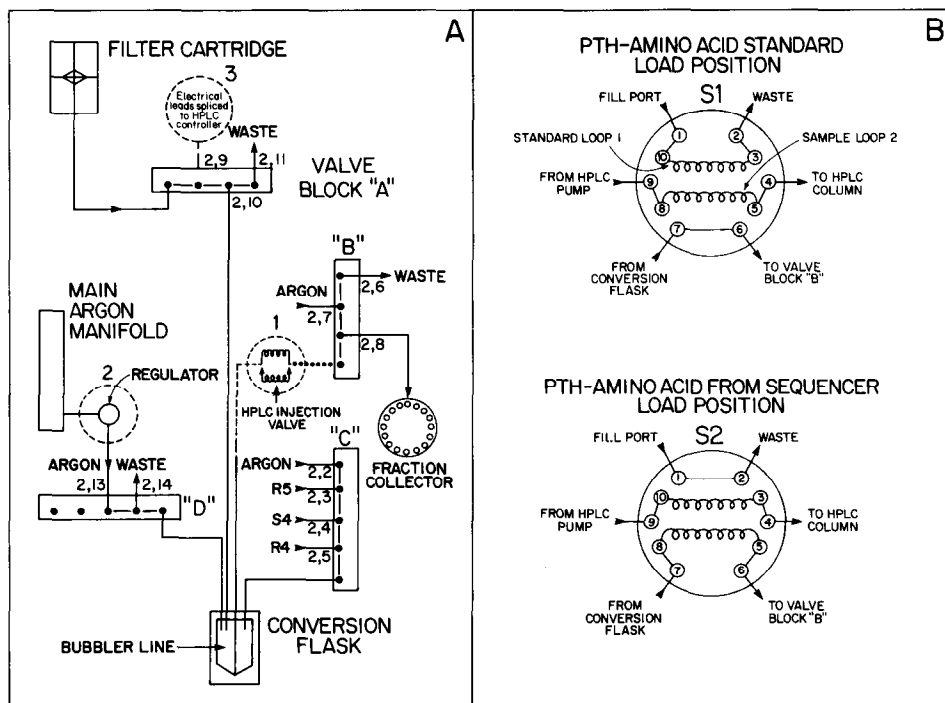 A
FILTER CARTRIDGE
3
Electrical
leads spliced
to HPLC
controller
WASTE
2,9
2,11
VALVE
BLOCK "A"
2,10
"B"
WASTE
2,6
ARGON
2,7
2,8
MAIN
ARGON
MANIFOLD
1
2
REGULATOR
HPLC INJECTION
VALVE
FRACTION
COLLECTOR
"C"
ARGON
2,2
R5
2,3
S4
2,4
R4
2,5
ARGON
WASTE
2,13
2,14
"D"
CONVERSION
FLASK
BUBBLER LINE
B
PTH-AMINO ACID STANDARD
LOAD POSITION
S1
FILL PORT
WASTE
1
2
STANDARD LOOP 1
SAMPLE LOOP 2
10
3
FROM HPLC
PUMP
9
4
TO HPLC
COLUMN
8
5
7
6
FROM
CONVERSION
FLASK
TO VALVE
BLOCK "B"
PTH-AMINO ACID FROM SEQUENCER
LOAD POSITION
S2
FILL PORT
WASTE
1
2
10
3
FROM HPLC
PUMP
9
4
TO HPLC
COLUMN
8
5
7
6
FROM
CONVERSION
FLASK
TO VALVE
BLOCK "B"